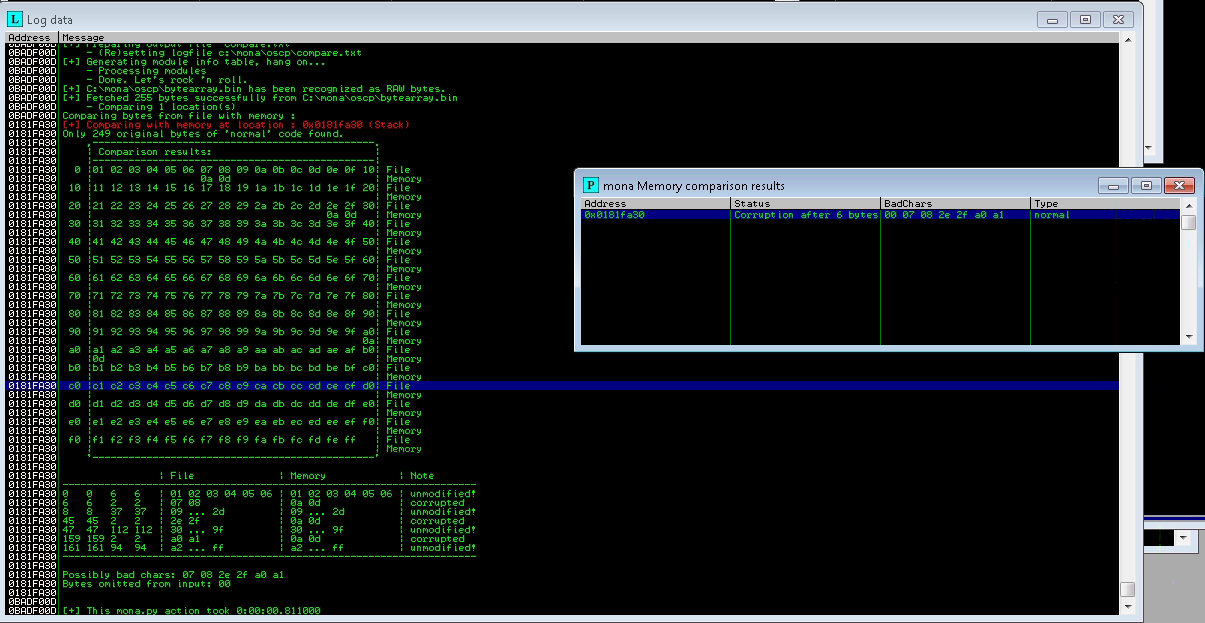 L Log data
Address Message
0BADF00D [+] Preparing output file 'compare.txt'
0BADF00D - (Re)setting logfile c:\mona\oscp\compare.txt
0BADF00D [+] Generating module info table, hang on...
0BADF00D - Processing modules
0BADF00D - Done. Let's rock 'n roll.
0BADF00D [+] C:\mona\oscp\bytearray.bin has been recognized as RAW bytes.
0BADF00D [+] Fetched 255 bytes successfully from C:\mona\oscp\bytearray.bin
0BADF00D - Comparing 1 location(s)
0BADF00D Comparing bytes from file with memory :
0181FA30 [+] Comparing with memory at location : 0x0181fa30 (Stack)
0181FA30 Only 249 original bytes of 'normal' code found.
0181FA30 ,-----------------------------------------------.
0181FA30 | Comparison results: |
0181FA30 |-----------------------------------------------|
0181FA30 0 |01 02 03 04 05 06 07 08 09 0a 0b 0c 0d 0e 0f 10| File
0181FA30 | 0a 0d | Memory
0181FA30 10 |11 12 13 14 15 16 17 18 19 1a 1b 1c 1d 1e 1f 20| File
0181FA30 | | Memory
0181FA30 20 |21 22 23 24 25 26 27 28 29 2a 2b 2c 2d 2e 2f 30| File
0181FA30 | 0a 0d | Memory
0181FA30 30 |31 32 33 34 35 36 37 38 39 3a 3b 3c 3d 3e 3f 40| File
0181FA30 | | Memory
0181FA30 40 |41 42 43 44 45 46 47 48 49 4a 4b 4c 4d 4e 4f 50| File
0181FA30 | | Memory
0181FA30 50 |51 52 53 54 55 56 57 58 59 5a 5b 5c 5d 5e 5f 60| File
0181FA30 | | Memory
0181FA30 60 |61 62 63 64 65 66 67 68 69 6a 6b 6c 6d 6e 6f 70| File
0181FA30 | | Memory
0181FA30 70 |71 72 73 74 75 76 77 78 79 7a 7b 7c 7d 7e 7f 80| File
0181FA30 | | Memory
0181FA30 80 |81 82 83 84 85 86 87 88 89 8a 8b 8c 8d 8e 8f 90| File
0181FA30 | | Memory
0181FA30 90 |91 92 93 94 95 96 97 98 99 9a 9b 9c 9d 9e 9f a0| File
0181FA30 | 0a| Memory
0181FA30 a0 |a1 a2 a3 a4 a5 a6 a7 a8 a9 aa ab ac ad ae af b0| File
0181FA30 |0d | Memory
0181FA30 b0 |b1 b2 b3 b4 b5 b6 b7 b8 b9 ba bb bc bd be bf c0| File
0181FA30 | | Memory
0181FA30 c0 |c1 c2 c3 c4 c5 c6 c7 c8 c9 ca cb cc cd ce cf d0| File
0181FA30 | | Memory
0181FA30 d0 |d1 d2 d3 d4 d5 d6 d7 d8 d9 da db dc dd de df e0| File
0181FA30 | | Memory
0181FA30 e0 |e1 e2 e3 e4 e5 e6 e7 e8 e9 ea eb ec ed ee ef f0| File
0181FA30 | | Memory
0181FA30 f0 |f1 f2 f3 f4 f5 f6 f7 f8 f9 fa fb fc fd fe ff | File
0181FA30 | | Memory
0181FA30 `-----------------------------------------------'
0181FA30
0181FA30 | File | Memory | Note
0181FA30 -----------------------------------------------
0181FA30 0 0 6 6 | 01 02 03 04 05 06 | 01 02 03 04 05 06 | unmodified!
0181FA30 6 6 2 2 | 07 08 | 0a 0d | corrupted
0181FA30 8 8 37 37 | 09 ... 2d | 09 ... 2d | unmodified!
0181FA30 45 45 2 2 | 2e 2f | 0a 0d | corrupted
0181FA30 47 47 112 112 | 30 ... 9f | 30 ... 9f | unmodified!
0181FA30 159 159 2 2 | a0 a1 | 0a 0d | corrupted
0181FA30 161 161 94 94 | a2 ... ff | a2 ... ff | unmodified!
0181FA30 -----------------------------------------------
0181FA30
0181FA30 Possibly bad chars: 07 08 2e 2f a0 a1
0181FA30 Bytes omitted from input: 00
0181FA30
0BADF00D
0BADF00D [+] This mona.py action took 0:00:00.811000
P mona Memory comparison results
Address Status BadChars Type
0x0181fa30 Corruption after 6 bytes 00 07 08 2e 2f a0 a1 normal